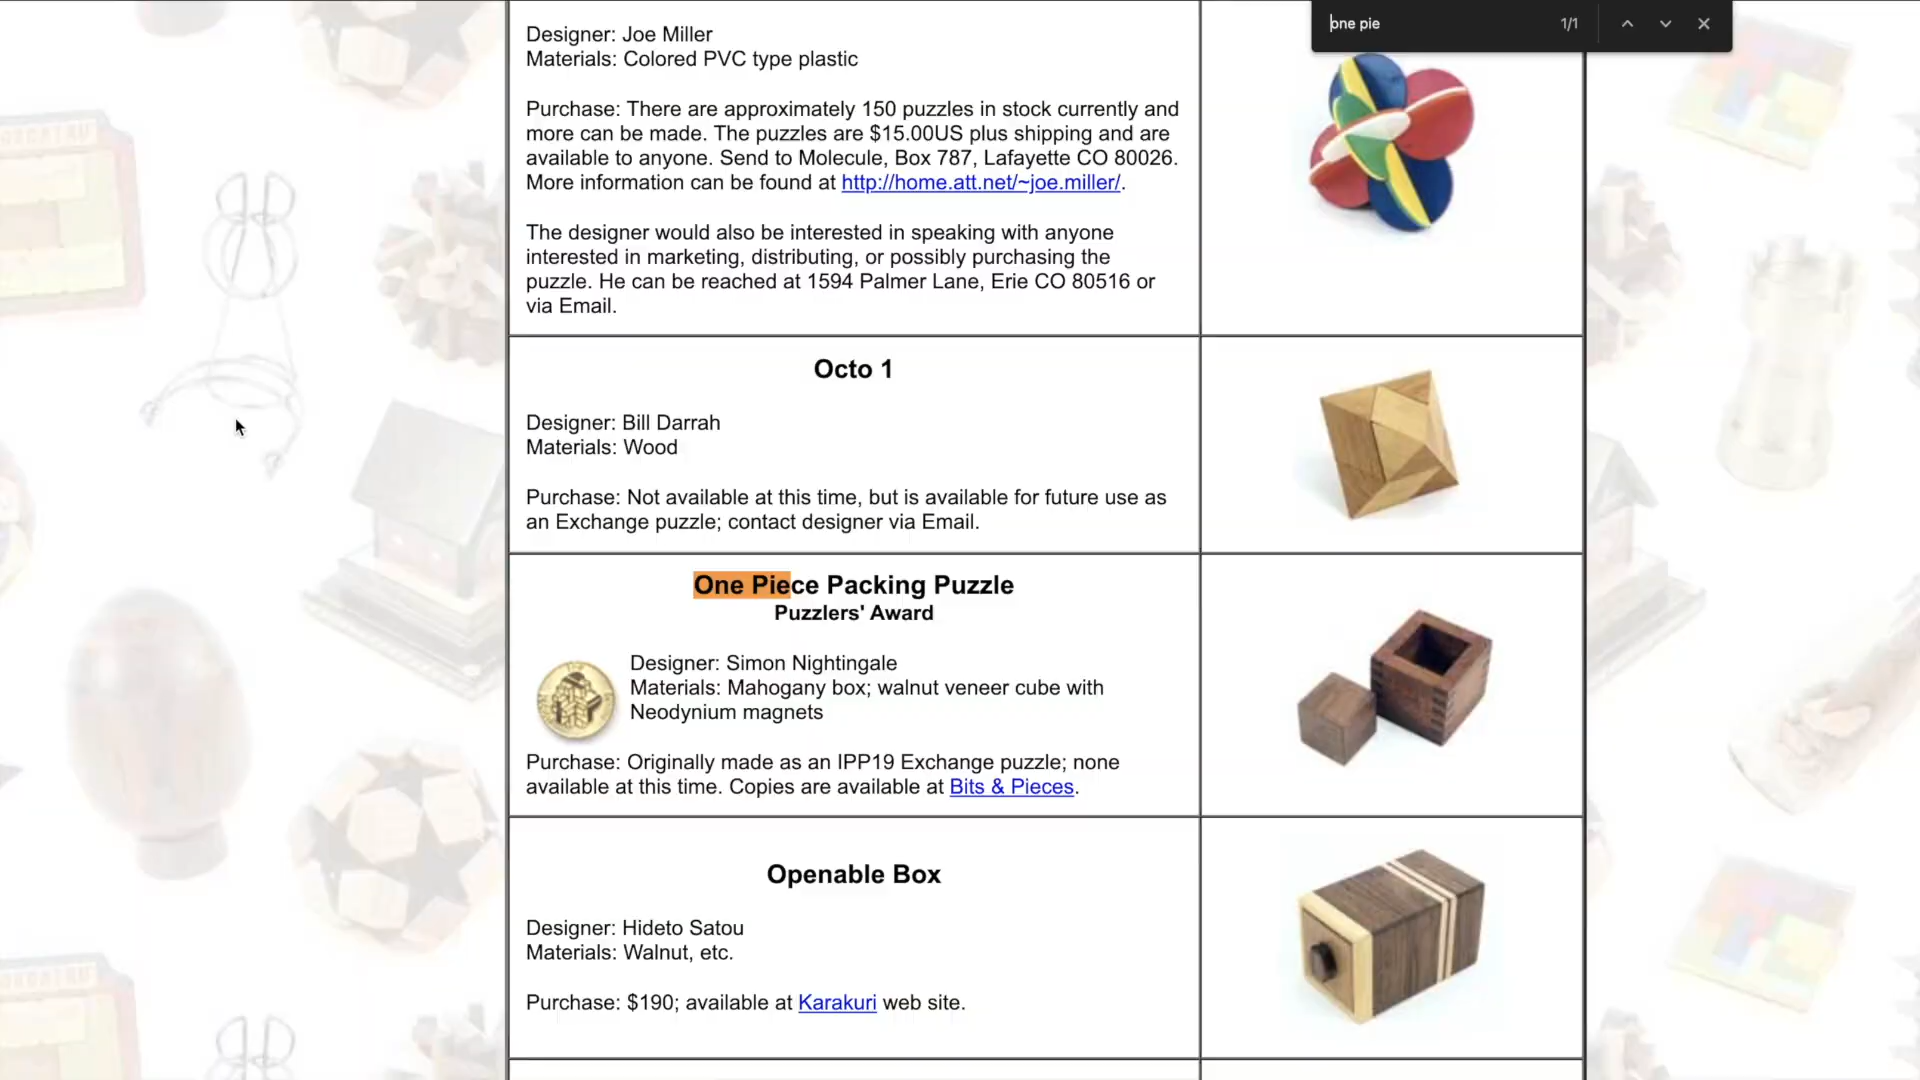 one pie
1/1
Designer: Joe Miller
Materials: Colored PVC type plastic
Purchase: There are approximately 150 puzzles in stock currently and
more can be made. The puzzles are $15.00US plus shipping and are
available to anyone. Send to Molecule, Box 787, Lafayette CO 80026.
More information can be found at http://home.att.net/~joe.miller/.
The designer would also be interested in speaking with anyone
interested in marketing, distributing, or possibly purchasing the
puzzle. He can be reached at 1594 Palmer Lane, Erie CO 80516 or
via Email.
Octo 1
Designer: Bill Darrah
Materials: Wood
Purchase: Not available at this time, but is available for future use as
an Exchange puzzle; contact designer via Email.
One Piece Packing Puzzle
Puzzlers' Award
Designer: Simon Nightingale
Materials: Mahogany box; walnut veneer cube with
Neodynium magnets
Purchase: Originally made as an IPP19 Exchange puzzle; none
available at this time. Copies are available at Bits & Pieces.
Openable Box
Designer: Hideto Satou
Materials: Walnut, etc.
Purchase: $190; available at Karakuri web site.